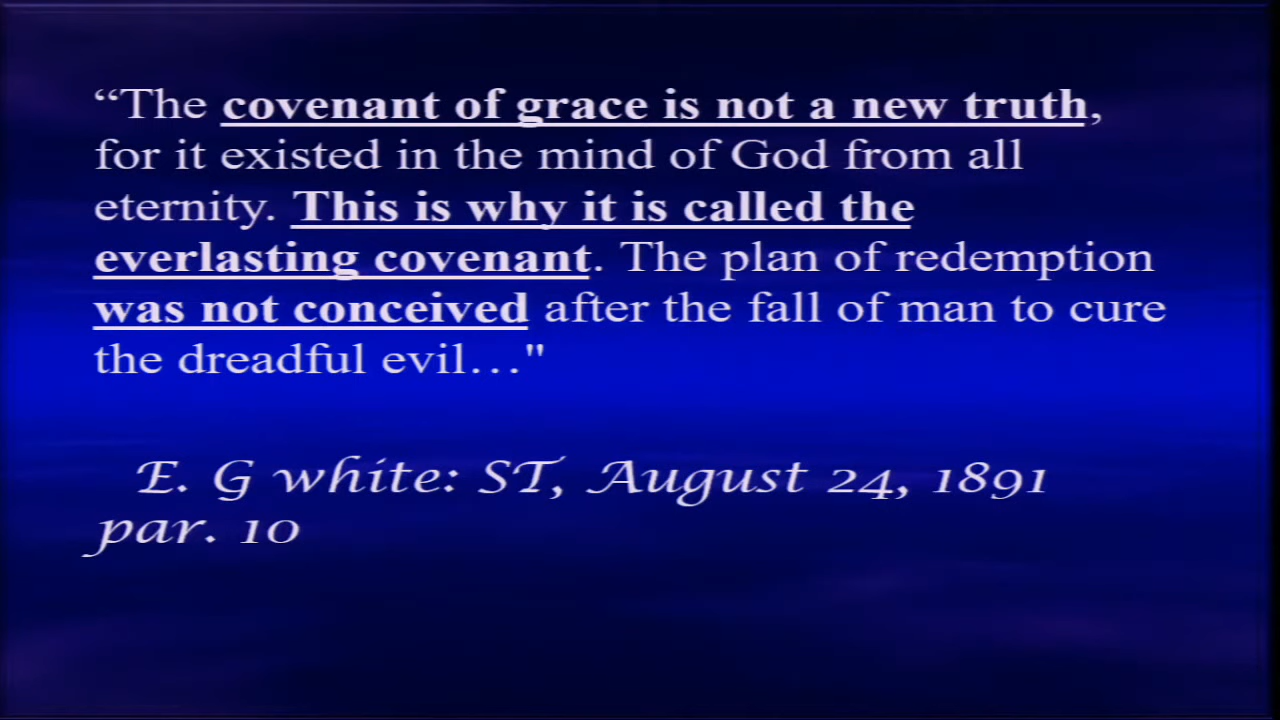 “The covenant of grace is not a new truth,
for it existed in the mind of God from all
eternity. This is why it is called the
everlasting covenant. The plan of redemption
was not conceived after the fall of man to cure
the dreadful evil…"
E. G white: ST, August 24, 1891
par. 10